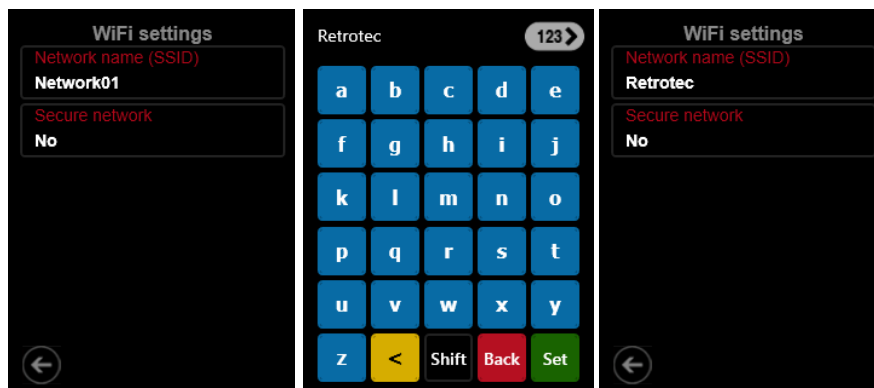 WiFi settings
Network name (SSID)
Network01
Secure network
No
Retrotec 123
a b c d e
f g h i j
k l m n o
p q r s t
u v w x y
z < Shift Back Set
WiFi settings
Network name (SSID)
Retrotec
Secure network
No